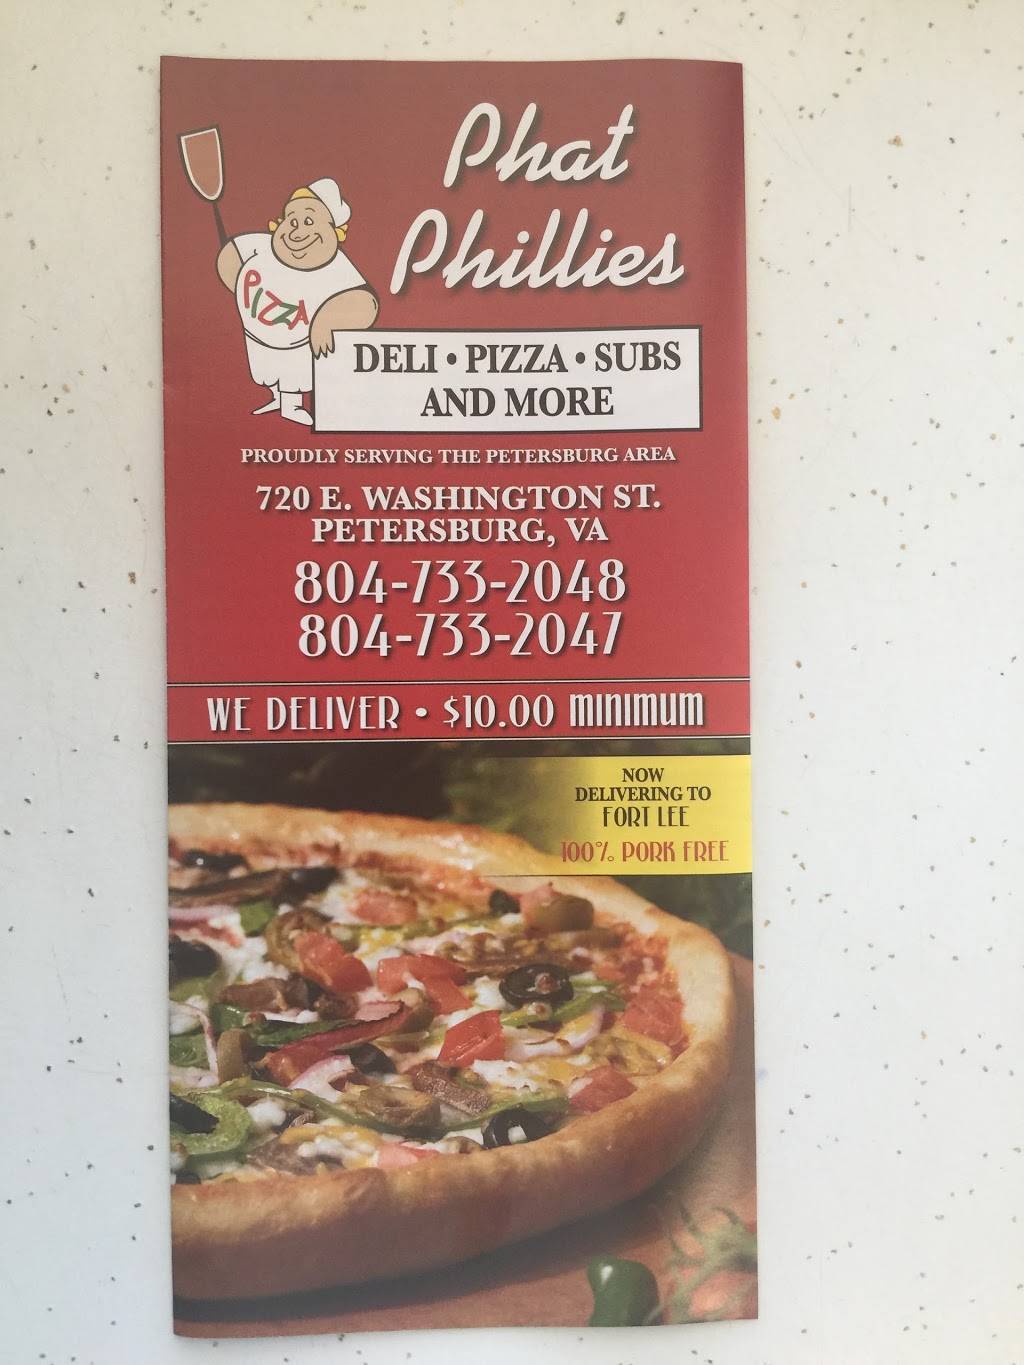 Phat
Phillies
PIZZA
DELI • PIZZA • SUBS
AND MORE
PROUDLY SERVING THE PETERSBURG AREA
720 E. WASHINGTON ST.
PETERSBURG, VA
804-733-2048
804-733-2047
WE DELIVER • $10.00 minimum
NOW
DELIVERING TO
FORT LEE
100% PORK FREE